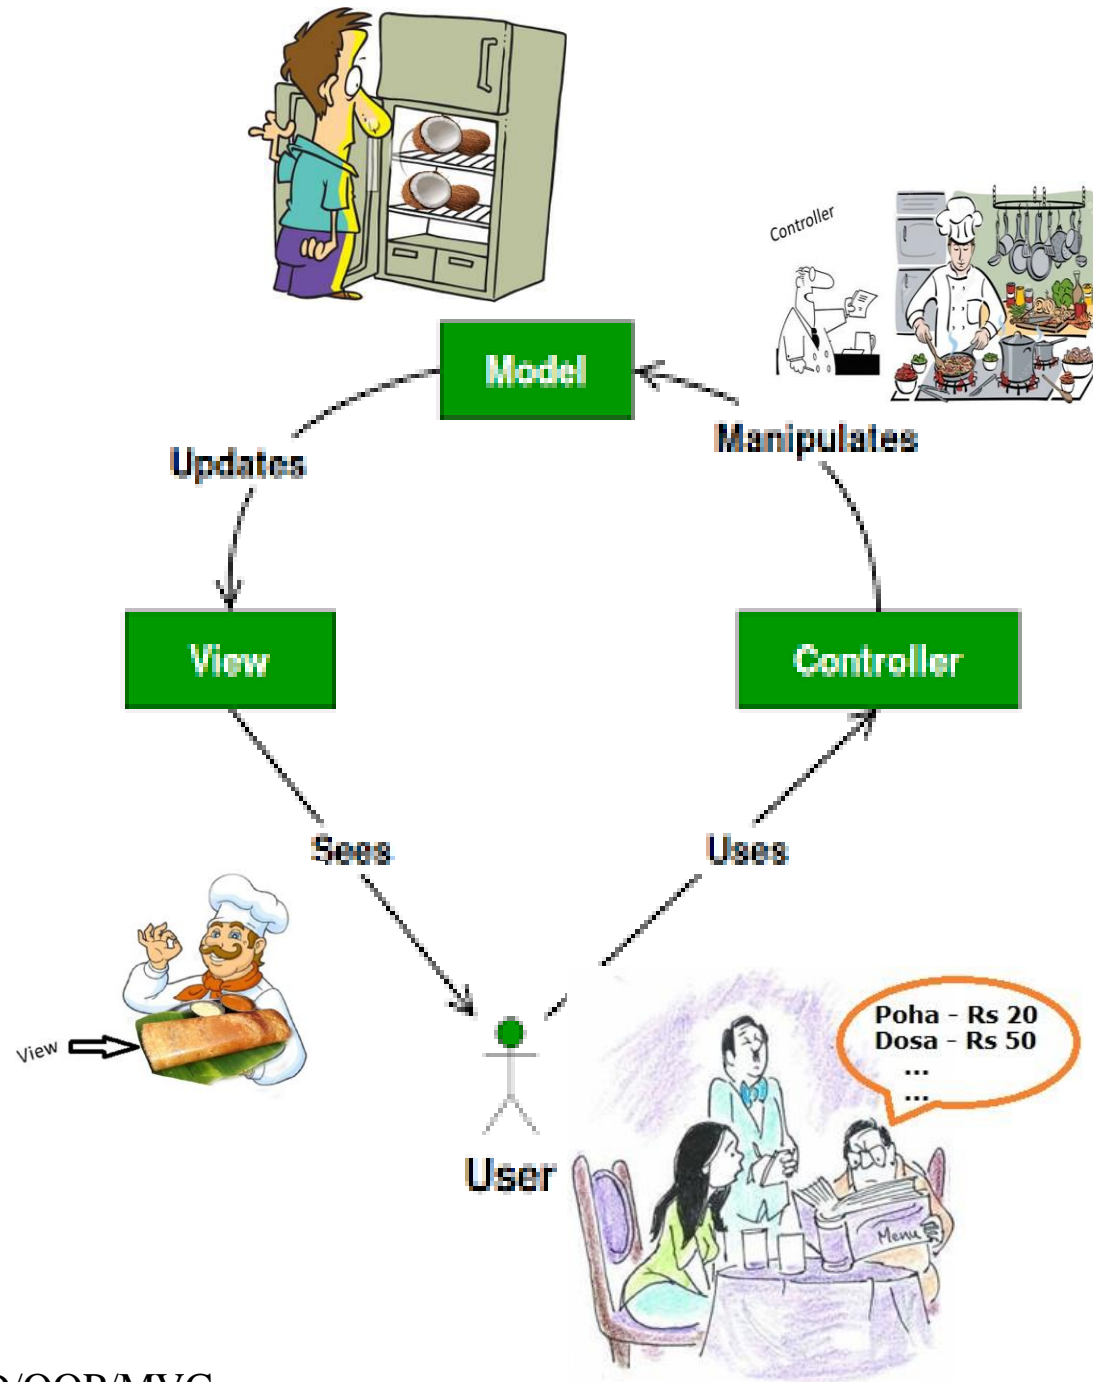 Controller
Model
Manipulates
Updates
View
Controller
Sees
Uses
View
Poha - Rs 20
Dosa - Rs 50
...
...
User
Menu